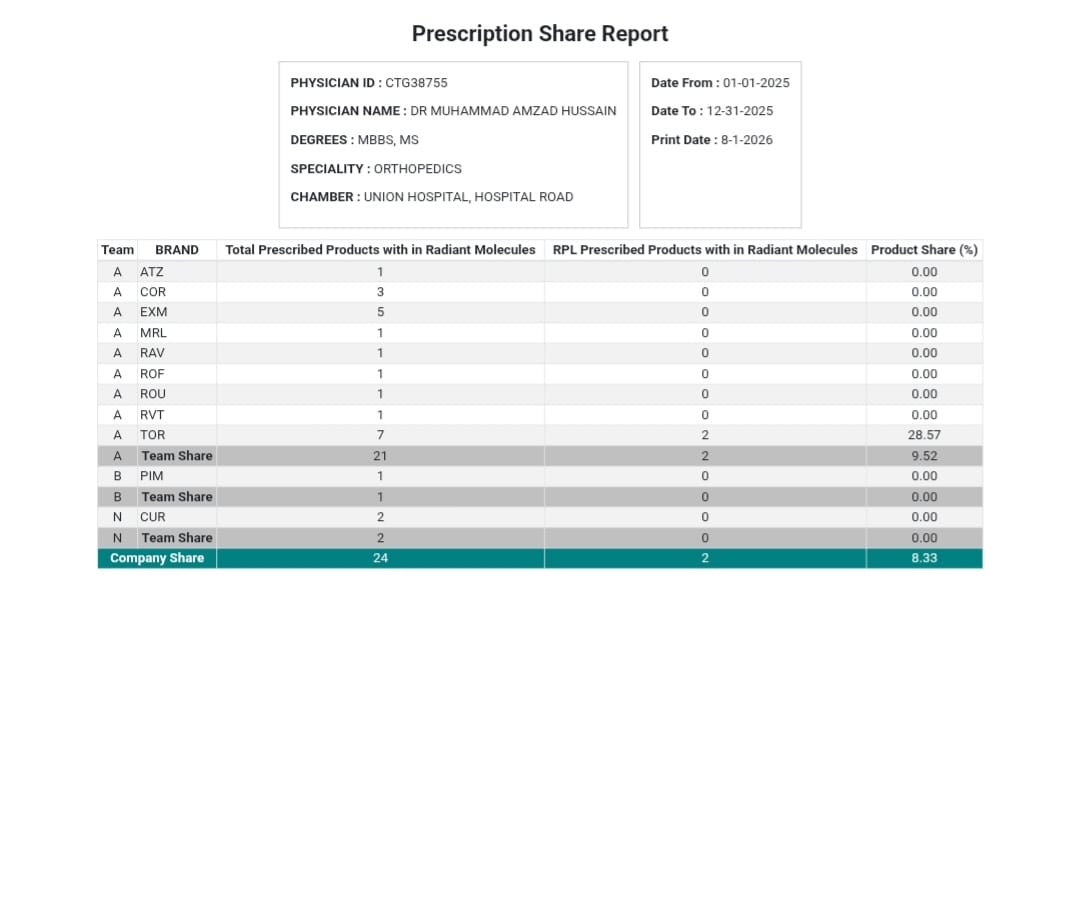 Prescription Share Report
PHYSICIAN ID : CTG38755
PHYSICIAN NAME : DR MUHAMMAD AMZAD HUSSAIN
DEGREES : MBBS, MS
SPECIALITY : ORTHOPEDICS
CHAMBER : UNION HOSPITAL, HOSPITAL ROAD
Date From : 01-01-2025
Date To : 12-31-2025
Print Date : 8-1-2026
Team BRAND Total Prescribed Products with in Radiant Molecules RPL Prescribed Products with in Radiant Molecules Product Share (%)
A ATZ 1 0 0.00
A COR 3 0 0.00
A EXM 5 0 0.00
A MRL 1 0 0.00
A RAV 1 0 0.00
A ROF 1 0 0.00
A ROU 1 0 0.00
A RVT 1 0 0.00
A TOR 7 2 28.57
A Team Share 21 2 9.52
B PIM 1 0 0.00
B Team Share 1 0 0.00
N CUR 2 0 0.00
N Team Share 2 0 0.00
Company Share 24 2 8.33